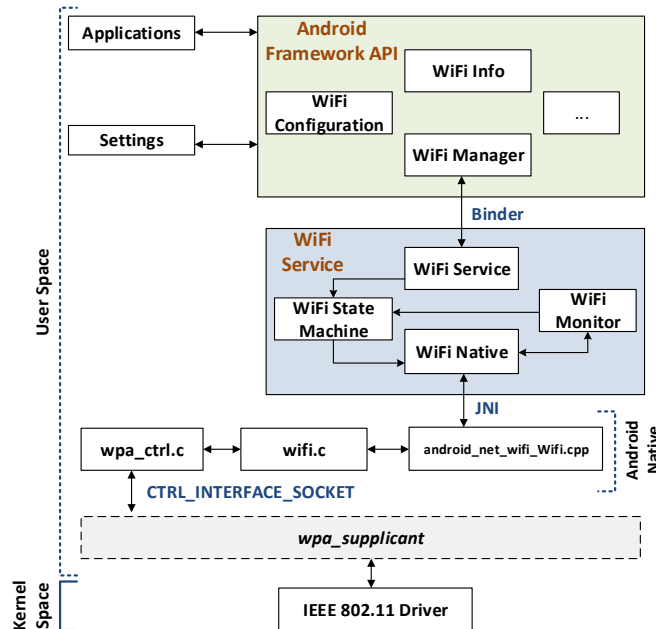 Applications
Android
Framework API
WiFi Info
WiFi
Configuration
...
Settings
WiFi Manager
Binder
User Space
WiFi
Service
WiFi Service
WiFi State
Machine
WiFi
Monitor
WiFi Native
JNI
wpa_ctrl.c
wifi.c
android_net_wifi_Wifi.cpp
Android
Native
CTRL_INTERFACE_SOCKET
wpa_supplicant
Kernel
Space
IEEE 802.11 Driver